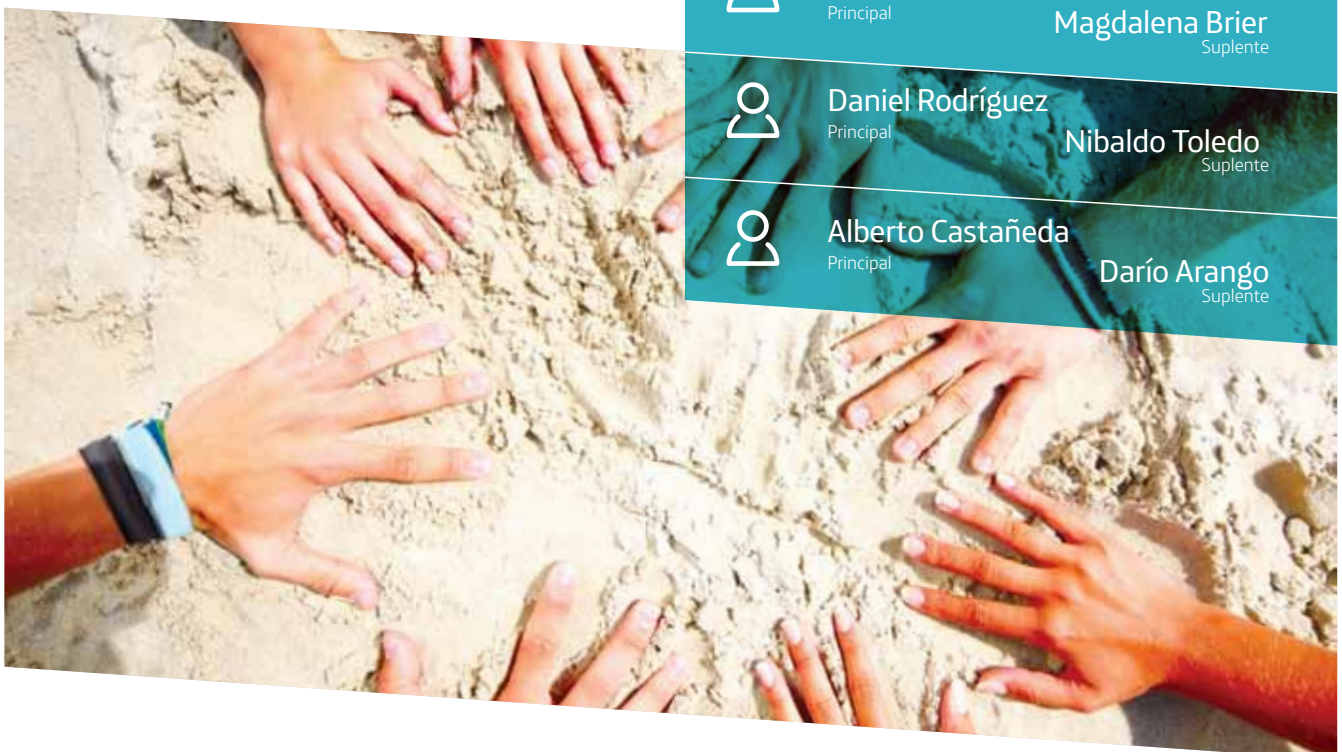 Principal
Magdalena Brier
Suplente
Daniel Rodríguez
Principal
Nibaldo Toledo
Suplente
Alberto Castañeda
Principal
Darío Arango
Suplente